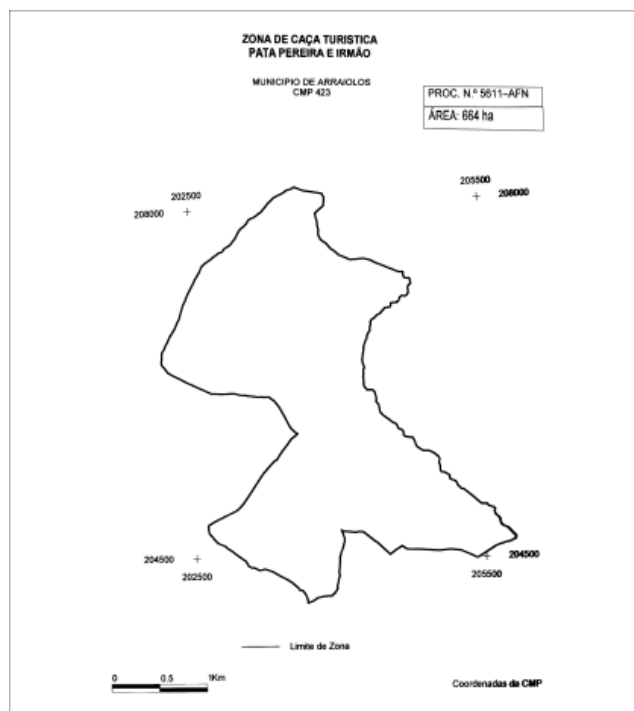 ZONA DE CAÇA TURISTICA
PATA PEREIRA E IRMÃO
MUNICIPIO DE ARRAIOLOS
CMP 423
PROC. N.º 5611–AFN
ÁREA: 664 ha
202500
208000
205500
208000
204500
202500
204500
205500
Limite de Zona
0 0.5 1Km
Coordenadas da CMP